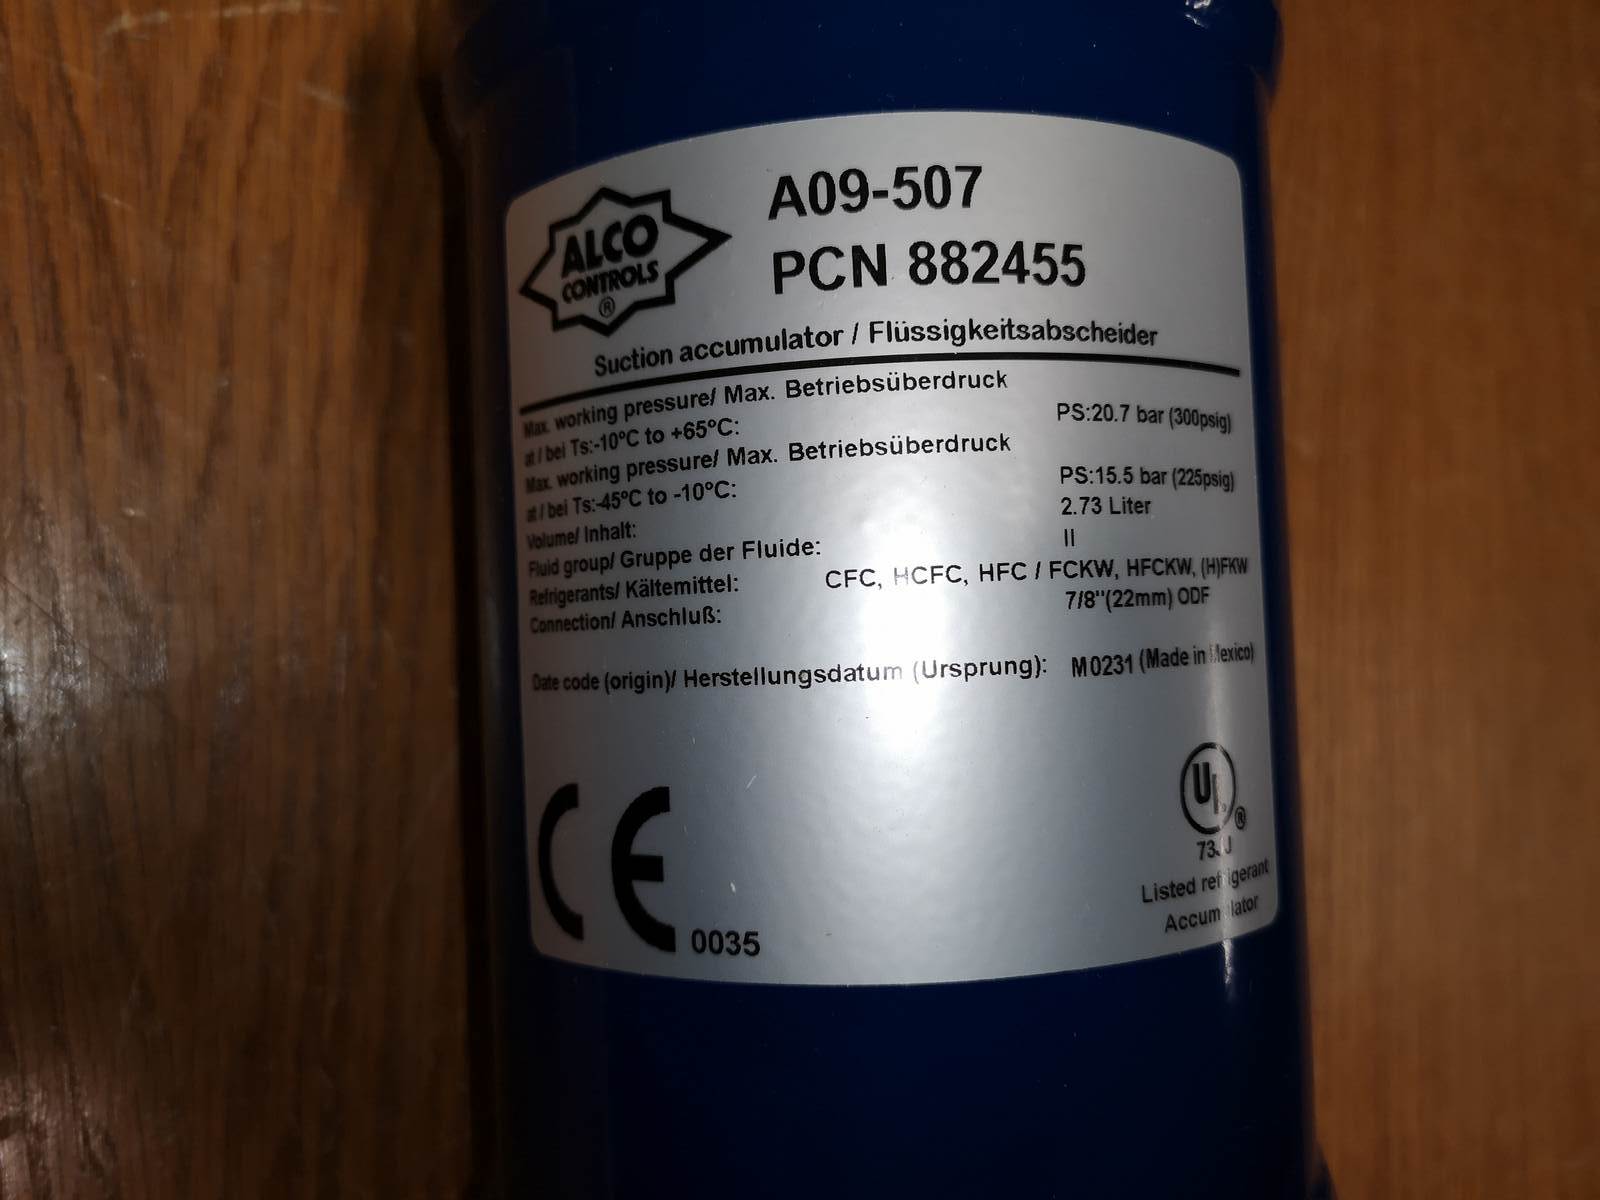 ALCO
CONTROLS
®
A09-507
PCN 882455
Suction accumulator / Flüssigkeitsabscheider
Max. working pressure/ Max. Betriebsüberdruck
at / bei Ts:-10°C to +65°C: PS:20.7 bar (300psig)
Max. working pressure/ Max. Betriebsüberdruck
at / bei Ts:-45°C to -10°C: PS:15.5 bar (225psig)
Volume/ Inhalt: 2.73 Liter
Fluid group/ Gruppe der Fluide: II
Refrigerants/ Kältemittel: CFC, HCFC, HFC / FCKW, HFCKW, (H)FKW
Connection/ Anschluß: 7/8"(22mm) ODF
Date code (origin)/ Herstellungsdatum (Ursprung): M0231 (Made in Mexico)
CE 0035
UL ®
Listed refrigerant
Accumulator